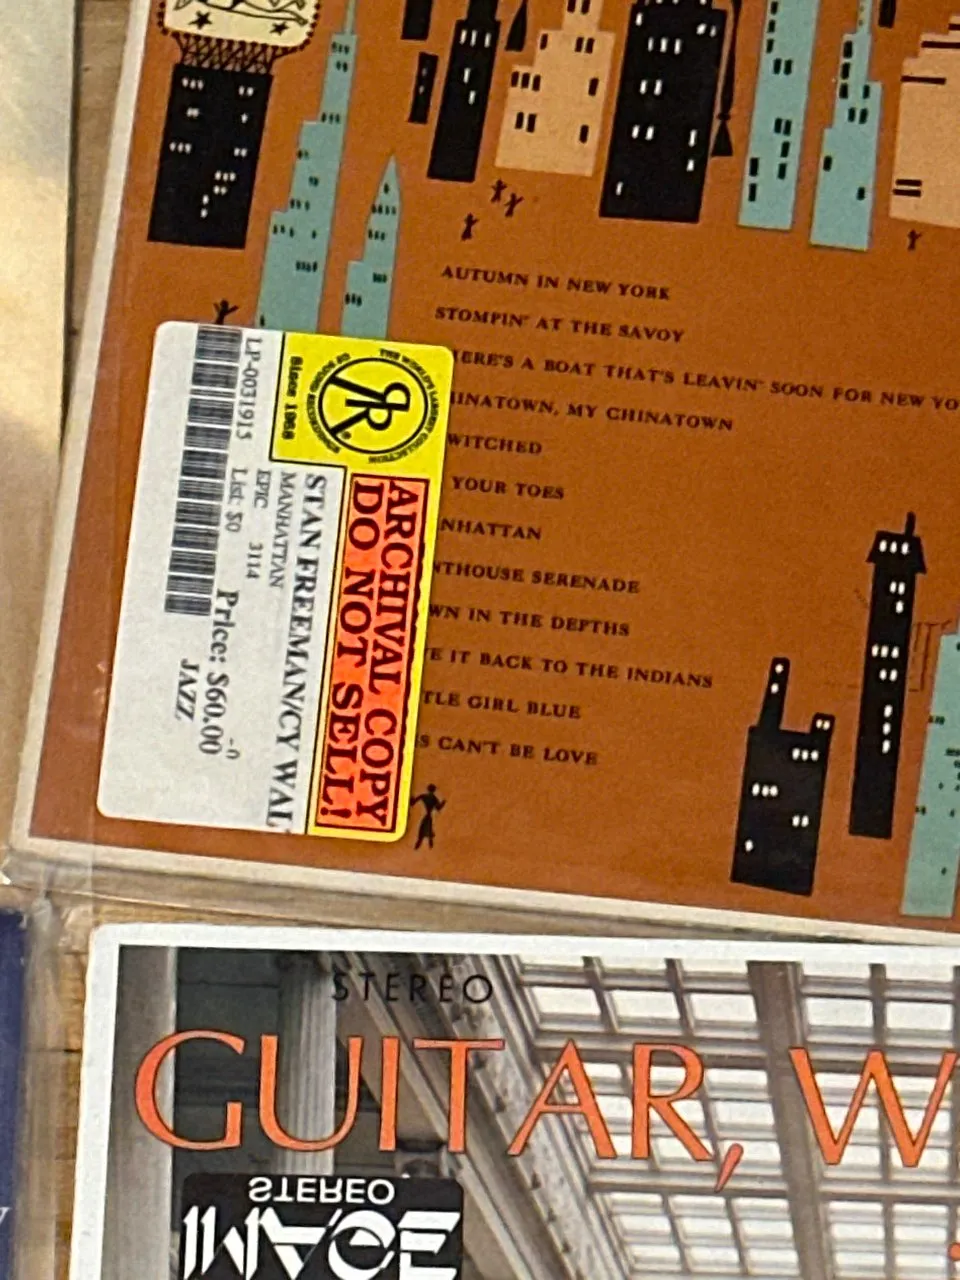 AUTUMN IN NEW YORK
STOMPIN' AT THE SAVOY
ERE'S A BOAT THAT'S LEAVIN' SOON FOR NEW YO
INATOWN, MY CHINATOWN
WITCHED
YOUR TOES
NHATTAN
NTHOUSE SERENADE
WN IN THE DEPTHS
E IT BACK TO THE INDIANS
TLE GIRL BLUE
S CAN'T BE LOVE
Since 1968
ARCHIVAL COPY
DO NOT SELL!
STAN FREEMAN/CY WAL
MANHATTAN
EPIC 3114
LP-0031915 List: $0 Price: $60.00
-0
JAZZ
STEREO
GUITAR, W
STEREO
IMAGE